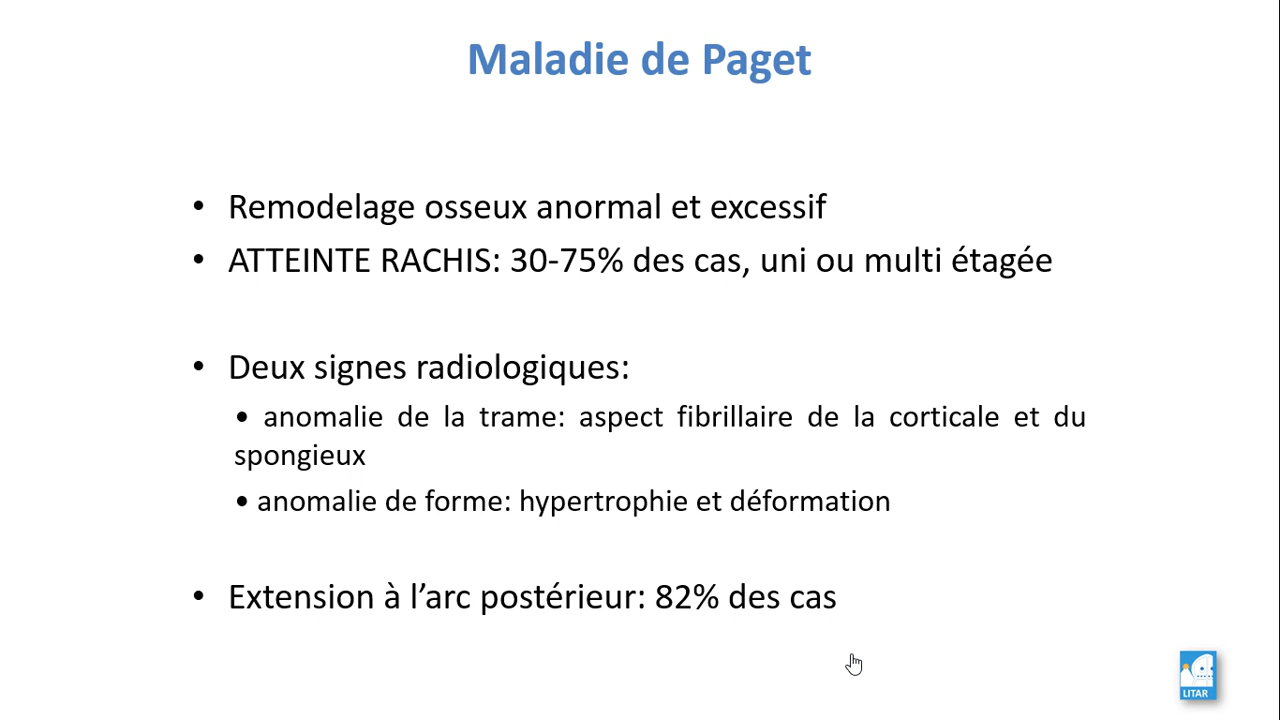 Maladie de Paget
• Remodelage osseux anormal et excessif
• ATTEINTE RACHIS: 30-75% des cas, uni ou multi étagée
• Deux signes radiologiques:
• anomalie de la trame: aspect fibrillaire de la corticale et du
spongieux
• anomalie de forme: hypertrophie et déformation
• Extension à l’arc postérieur: 82% des cas
LITAR